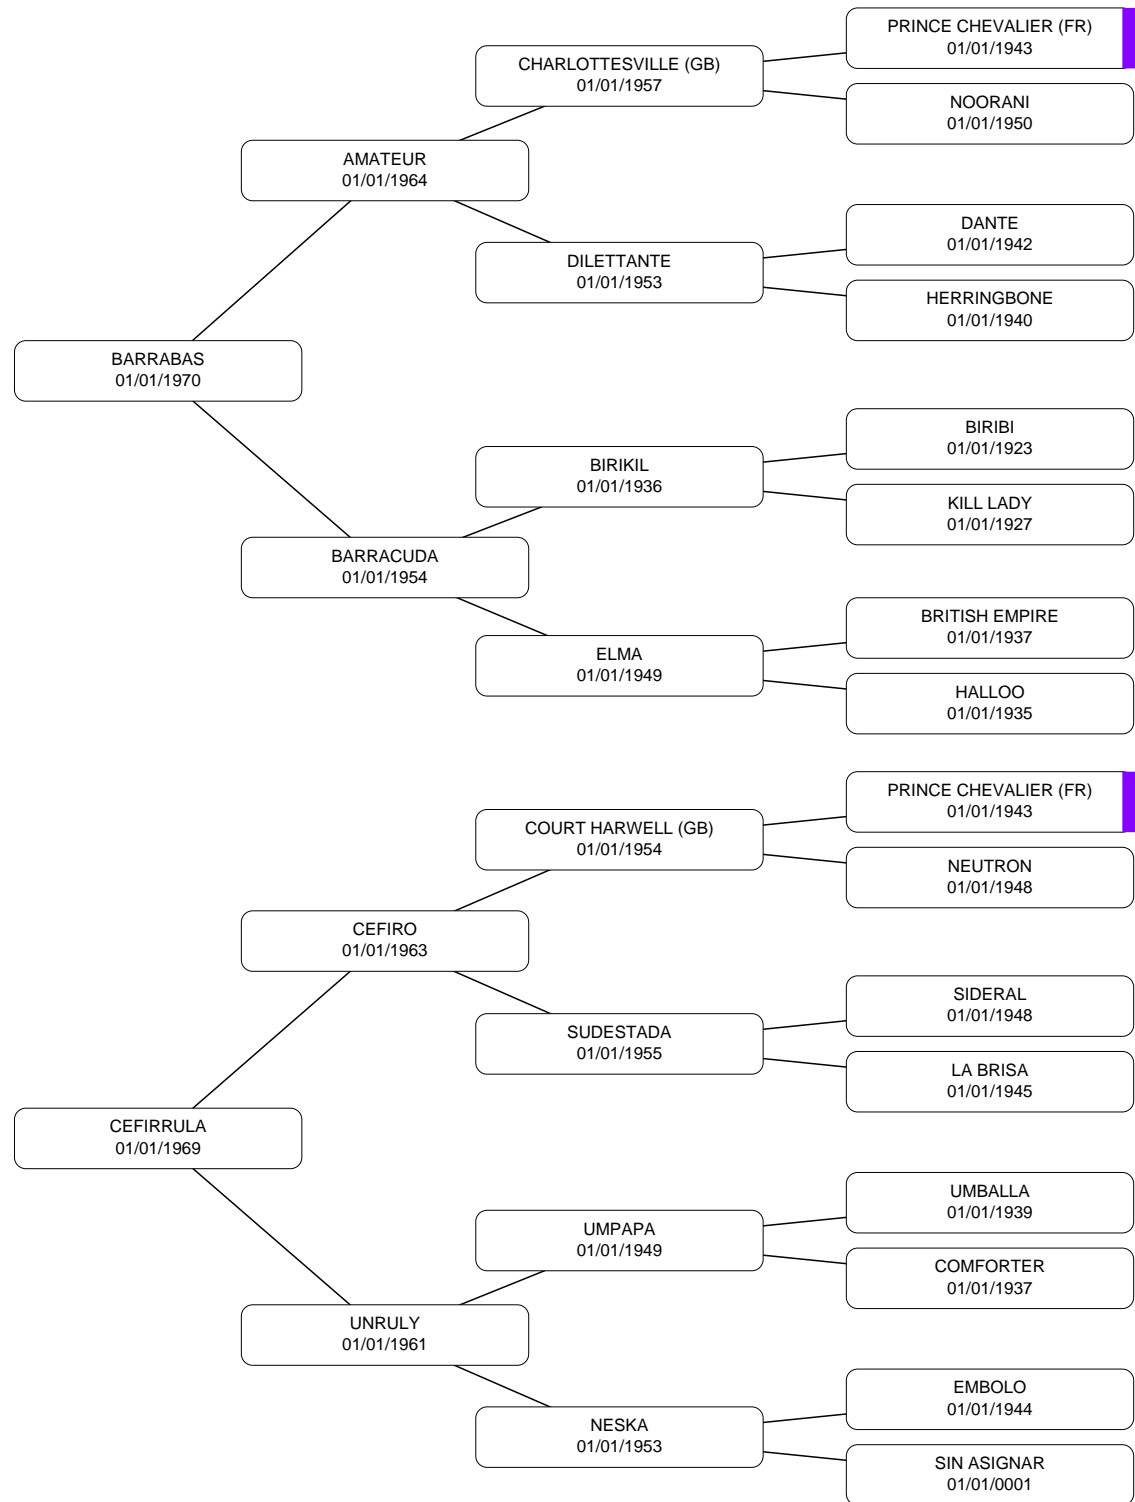 PRINCE CHEVALIER (FR)
01/01/1943
CHARLOTTESVILLE (GB)
01/01/1957
NOORANI
01/01/1950
AMATEUR
01/01/1964
DANTE
01/01/1942
DILETTANTE
01/01/1953
HERRINGBONE
01/01/1940
BARRABAS
01/01/1970
BIRIBI
01/01/1923
BIRIKIL
01/01/1936
KILL LADY
01/01/1927
BARRACUDA
01/01/1954
BRITISH EMPIRE
01/01/1937
ELMA
01/01/1949
HALLOO
01/01/1935
PRINCE CHEVALIER (FR)
01/01/1943
COURT HARWELL (GB)
01/01/1954
NEUTRON
01/01/1948
CEFIRO
01/01/1963
SIDERAL
01/01/1948
SUDESTADA
01/01/1955
LA BRISA
01/01/1945
CEFIRRULA
01/01/1969
UMBALLA
01/01/1939
UMPAPA
01/01/1949
COMFORTER
01/01/1937
UNRULY
01/01/1961
EMBOLO
01/01/1944
NESKA
01/01/1953
SIN ASIGNAR
01/01/0001